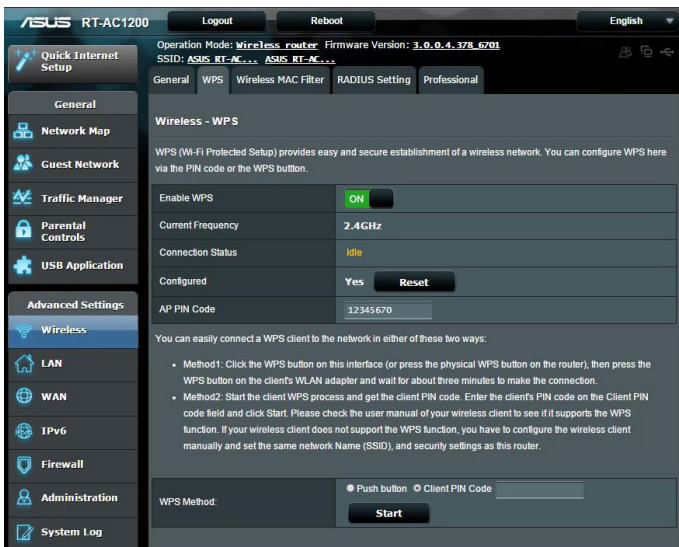 ASUS RT-AC1200 Logout Reboot English
Quick Internet Setup
Operation Mode: Wireless router Firmware Version: 3.0.0.4.378_6701
SSID: ASUS RT-AC... ASUS RT-AC...
General WPS Wireless MAC Filter RADIUS Setting Professional
General
Network Map
Guest Network
Traffic Manager
Parental Controls
USB Application
Advanced Settings
Wireless
LAN
WAN
IPv6
Firewall
Administration
System Log
Wireless - WPS
WPS (Wi-Fi Protected Setup) provides easy and secure establishment of a wireless network. You can configure WPS here
via the PIN code or the WPS buttton.
Enable WPS ON
Current Frequency 2.4GHz
Connection Status Idle
Configured Yes Reset
AP PIN Code 12345670
You can easily connect a WPS client to the network in either of these two ways:
• Method1: Click the WPS button on this interface (or press the physical WPS button on the router), then press the
WPS button on the client's WLAN adapter and wait for about three minutes to make the connection.
• Method2: Start the client WPS process and get the client PIN code. Enter the client's PIN code on the Client PIN
code field and click Start. Please check the user manual of your wireless client to see if it supports the WPS
function. If your wireless client does not support the WPS function, you have to configure the wireless client
manually and set the same network Name (SSID), and security settings as this router.
WPS Method: Push button Client PIN Code
Start